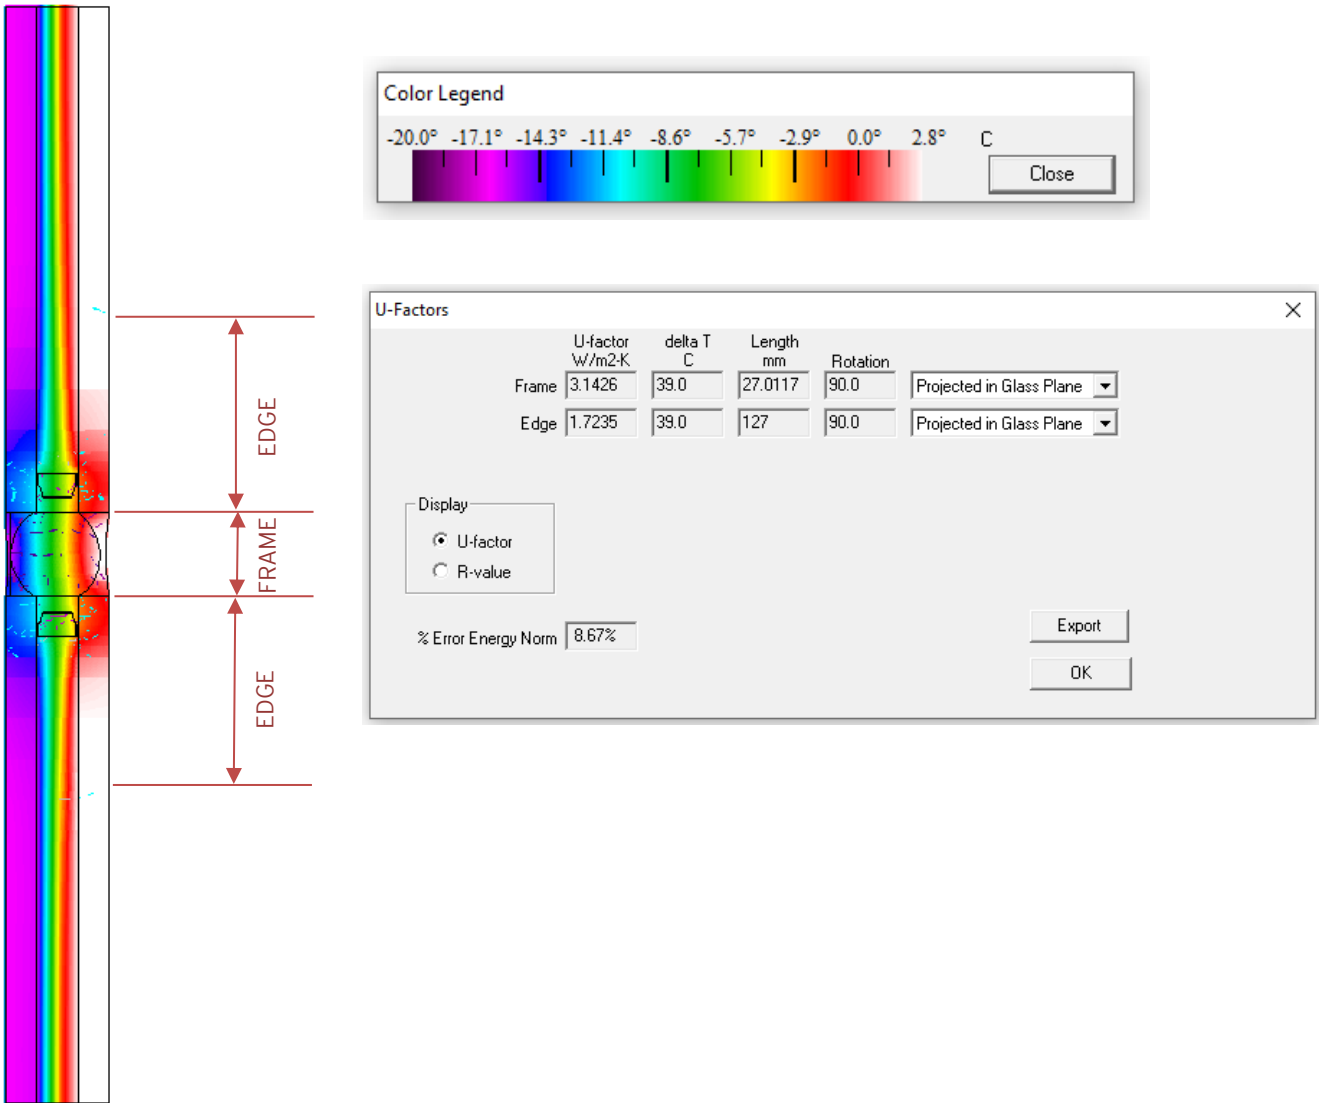 Color Legend
-20.0° -17.1° -14.3° -11.4° -8.6° -5.7° -2.9° 0.0° 2.8° C
Close
U-Factors
U-factor delta T Length
W/m2-K C mm Rotation
Frame 3.1426 39.0 27.0117 90.0 Projected in Glass Plane
Edge 1.7235 39.0 127 90.0 Projected in Glass Plane
Display
U-factor
R-value
% Error Energy Norm 8.67%
Export
OK
EDGE
FRAME
EDGE